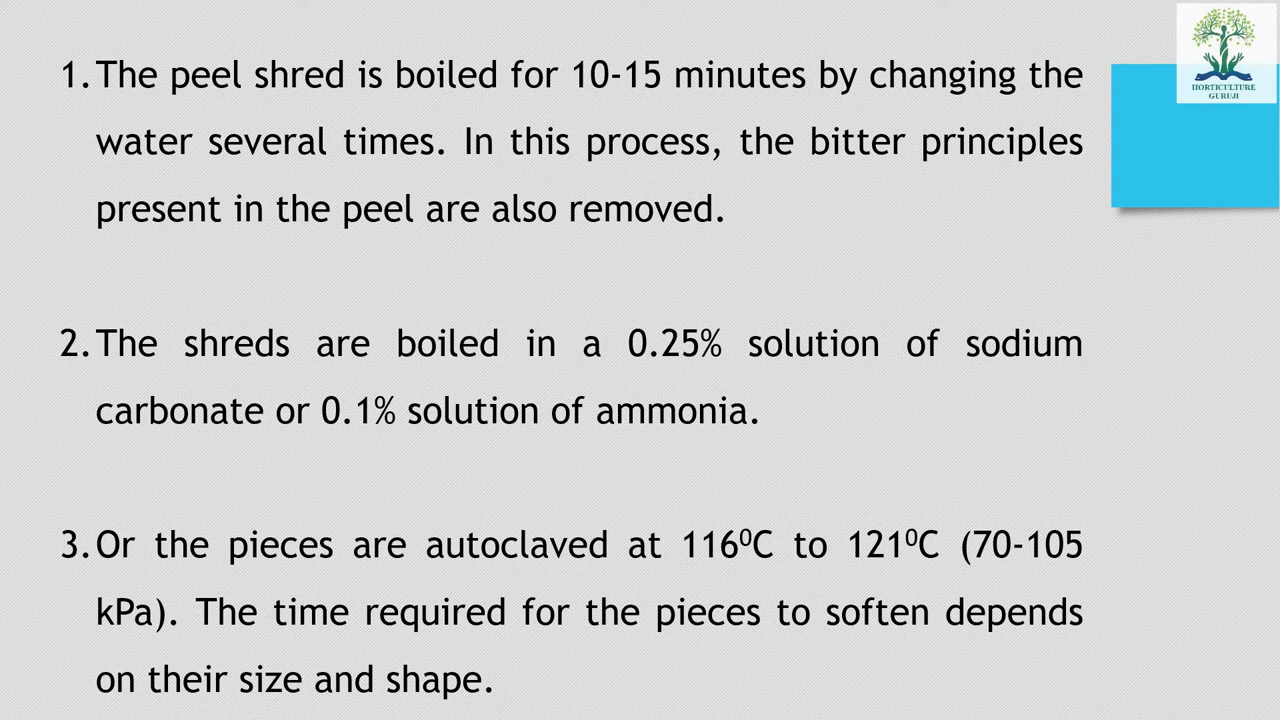 HORTICULTURE
GURUJI
1. The peel shred is boiled for 10-15 minutes by changing the
water several times. In this process, the bitter principles
present in the peel are also removed.
2. The shreds are boiled in a 0.25% solution of sodium
carbonate or 0.1% solution of ammonia.
3. Or the pieces are autoclaved at 116⁰C to 121⁰C (70-105
kPa). The time required for the pieces to soften depends
on their size and shape.